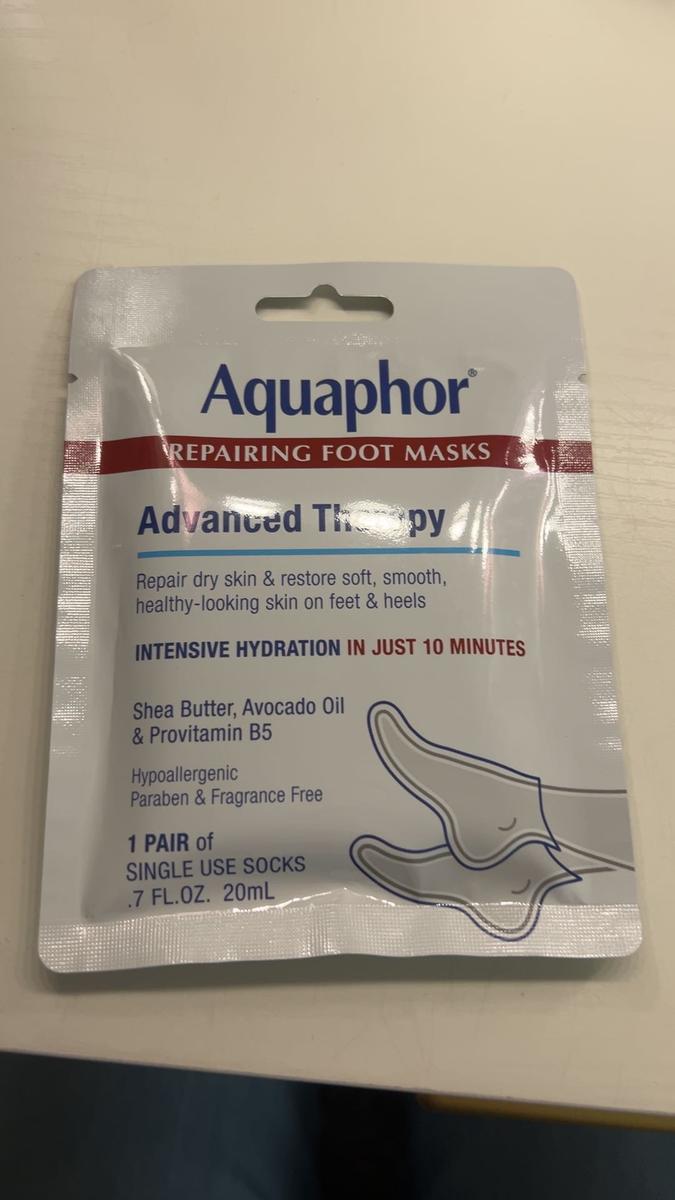 Aquaphor®
REPAIRING FOOT MASKS
Advanced Therapy
Repair dry skin & restore soft, smooth,
healthy-looking skin on feet & heels
INTENSIVE HYDRATION IN JUST 10 MINUTES
Shea Butter, Avocado Oil
& Provitamin B5
Hypoallergenic
Paraben & Fragrance Free
1 PAIR of
SINGLE USE SOCKS
.7 FL.OZ. 20mL